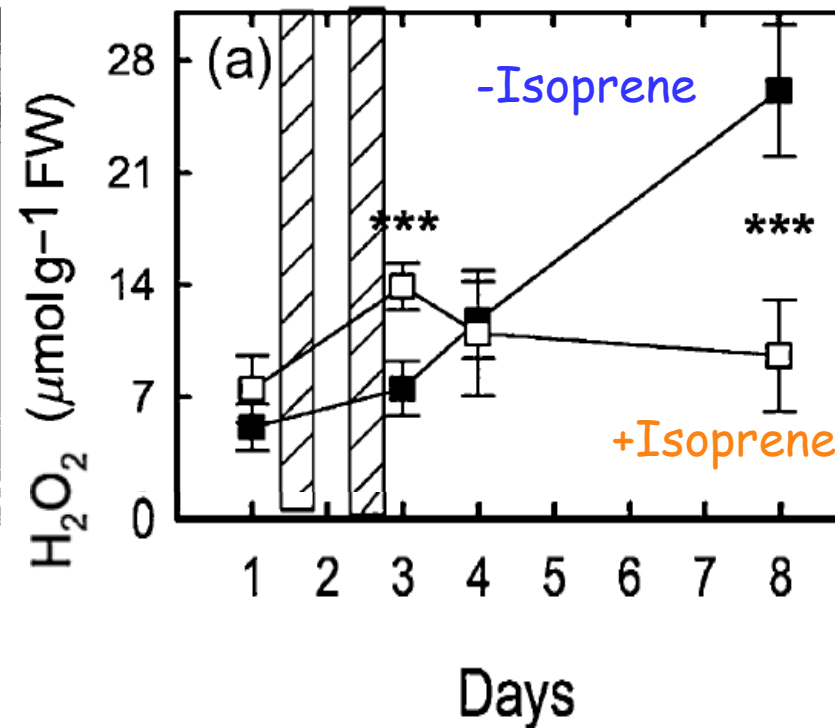 (a)
-Isoprene
+Isoprene
***
***
H₂O₂ (μmolg−1 FW)
28
21
14
7
0
1 2 3 4 5 6 7 8
Days